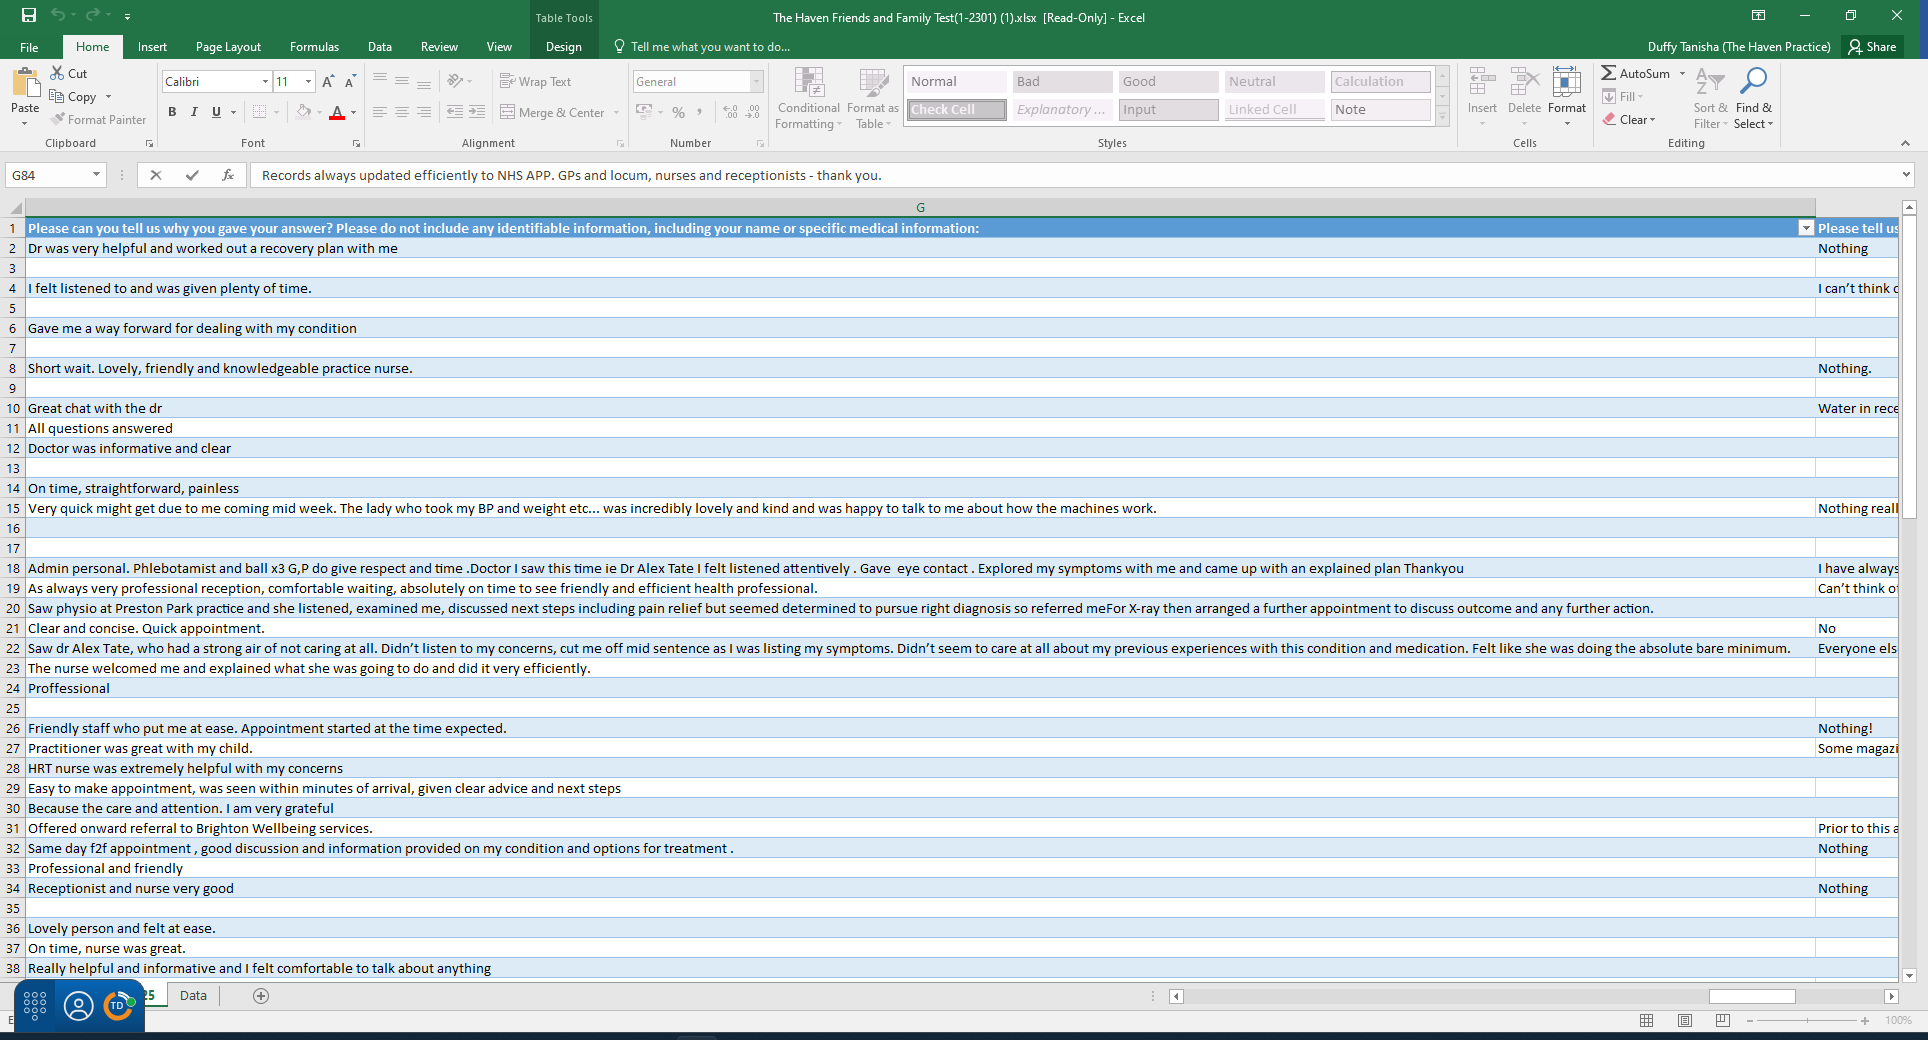 Table Tools
The Haven Friends and Family Test(1-2301) (1).xlsx [Read-Only] - Excel
File Home Insert Page Layout Formulas Data Review View Design Tell me what you want to do... Duffy Tanisha (The Haven Practice) Share
Paste Cut Copy Format Painter
Clipboard
Calibri 11
B I U
Font
Wrap Text
Merge & Center
Alignment
General
%
Number
Conditional Formatting Format as Table
Normal Bad Good Neutral Calculation
Check Cell Explanatory ... Input Linked Cell Note
Styles
Insert Delete Format
Cells
AutoSum
Fill
Clear
Sort & Filter Find & Select
Editing
G84 fx Records always updated efficiently to NHS APP. GPs and locum, nurses and receptionists - thank you.
G
1 Please can you tell us why you gave your answer? Please do not include any identifiable information, including your name or specific medical information: Please tell us
2 Dr was very helpful and worked out a recovery plan with me Nothing
3
4 I felt listened to and was given plenty of time. I can’t think
5
6 Gave me a way forward for dealing with my condition
7
8 Short wait. Lovely, friendly and knowledgeable practice nurse. Nothing.
9
10 Great chat with the dr Water in rece
11 All questions answered
12 Doctor was informative and clear
13
14 On time, straightforward, painless
15 Very quick might get due to me coming mid week. The lady who took my BP and weight etc... was incredibly lovely and kind and was happy to talk to me about how the machines work. Nothing reall
16
17
18 Admin personal. Phlebotamist and ball x3 G,P do give respect and time .Doctor I saw this time ie Dr Alex Tate I felt listened attentively . Gave  eye contact . Explored my symptoms with me and came up with an explained plan Thankyou I have always
19 As always very professional reception, comfortable waiting, absolutely on time to see friendly and efficient health professional. Can’t think of
20 Saw physio at Preston Park practice and she listened, examined me, discussed next steps including pain relief but seemed determined to pursue right diagnosis so referred meFor X-ray then arranged a further appointment to discuss outcome and any further action.
21 Clear and concise. Quick appointment. No
22 Saw dr Alex Tate, who had a strong air of not caring at all. Didn’t listen to my concerns, cut me off mid sentence as I was listing my symptoms. Didn’t seem to care at all about my previous experiences with this condition and medication. Felt like she was doing the absolute bare minimum. Everyone els
23 The nurse welcomed me and explained what she was going to do and did it very efficiently.
24 Proffessional
25
26 Friendly staff who put me at ease. Appointment started at the time expected. Nothing!
27 Practitioner was great with my child. Some magazi
28 HRT nurse was extremely helpful with my concerns
29 Easy to make appointment, was seen within minutes of arrival, given clear advice and next steps
30 Because the care and attention. I am very grateful
31 Offered onward referral to Brighton Wellbeing services. Prior to this a
32 Same day f2f appointment , good discussion and information provided on my condition and options for treatment . Nothing
33 Professional and friendly
34 Receptionist and nurse very good Nothing
35
36 Lovely person and felt at ease.
37 On time, nurse was great.
38 Really helpful and informative and I felt comfortable to talk about anything
TD 25 Data
100%